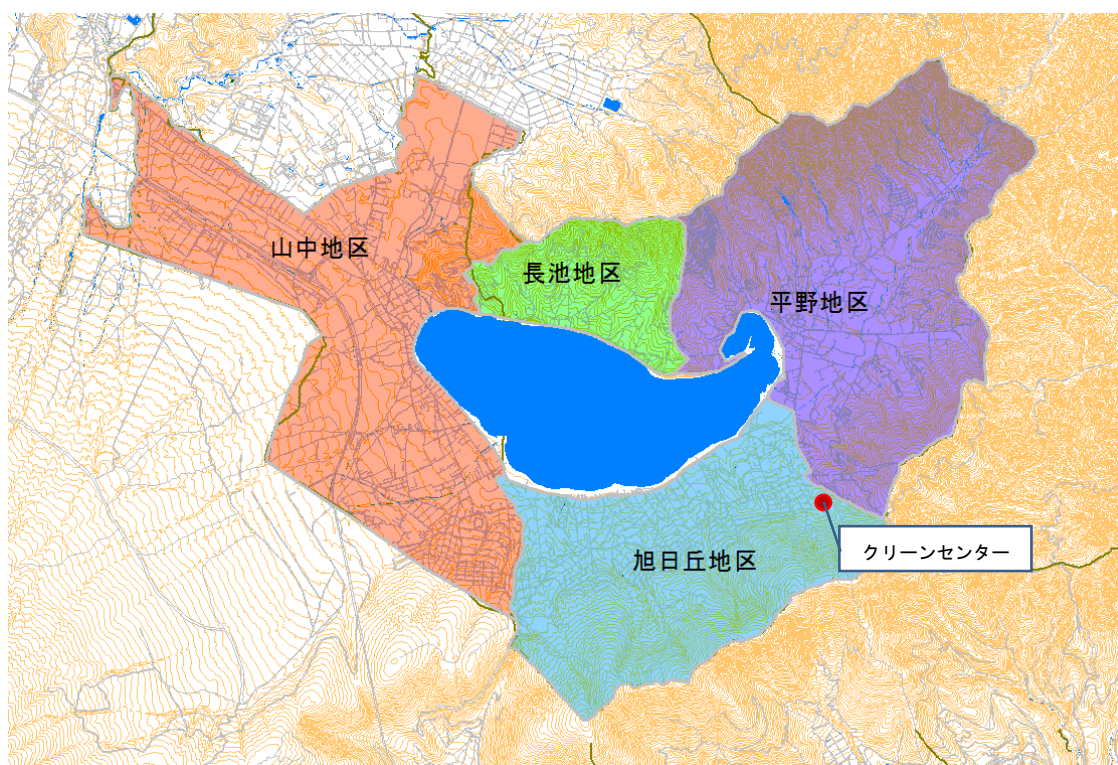 山中地区
長池地区
平野地区
旭日丘地区
クリーンセンター